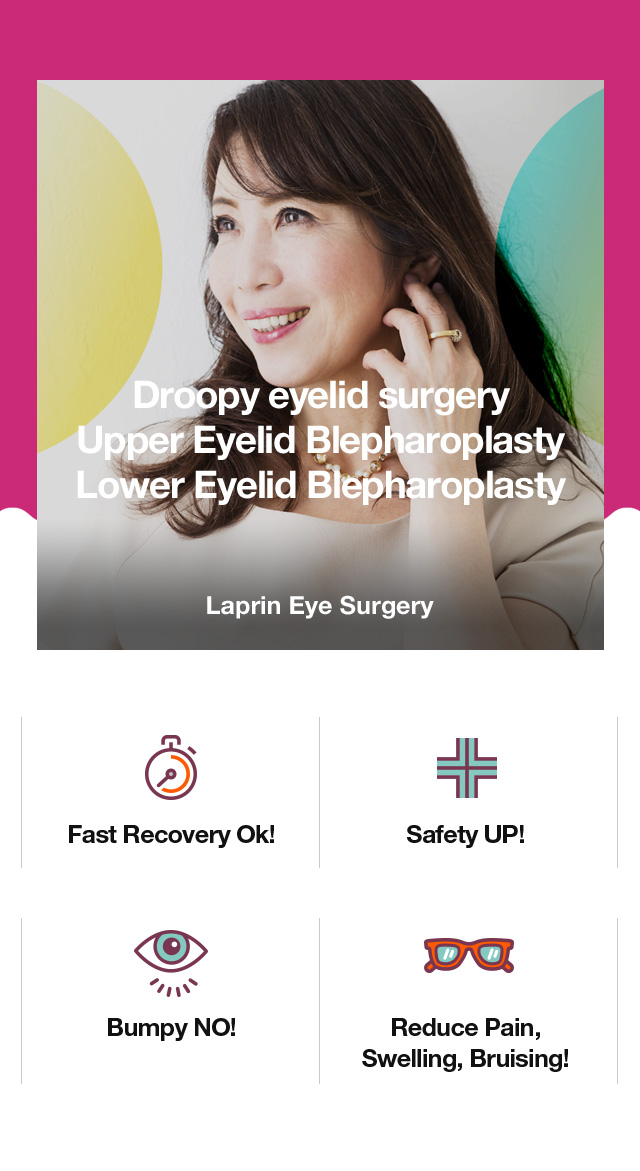 Droopy eyelid surgery
Upper Eyelid Blepharoplasty
Lower Eyelid Blepharoplasty
Laprin Eye Surgery
Fast Recovery Ok!
Safety UP!
Bumpy NO!
Reduce Pain,
Swelling, Bruising!